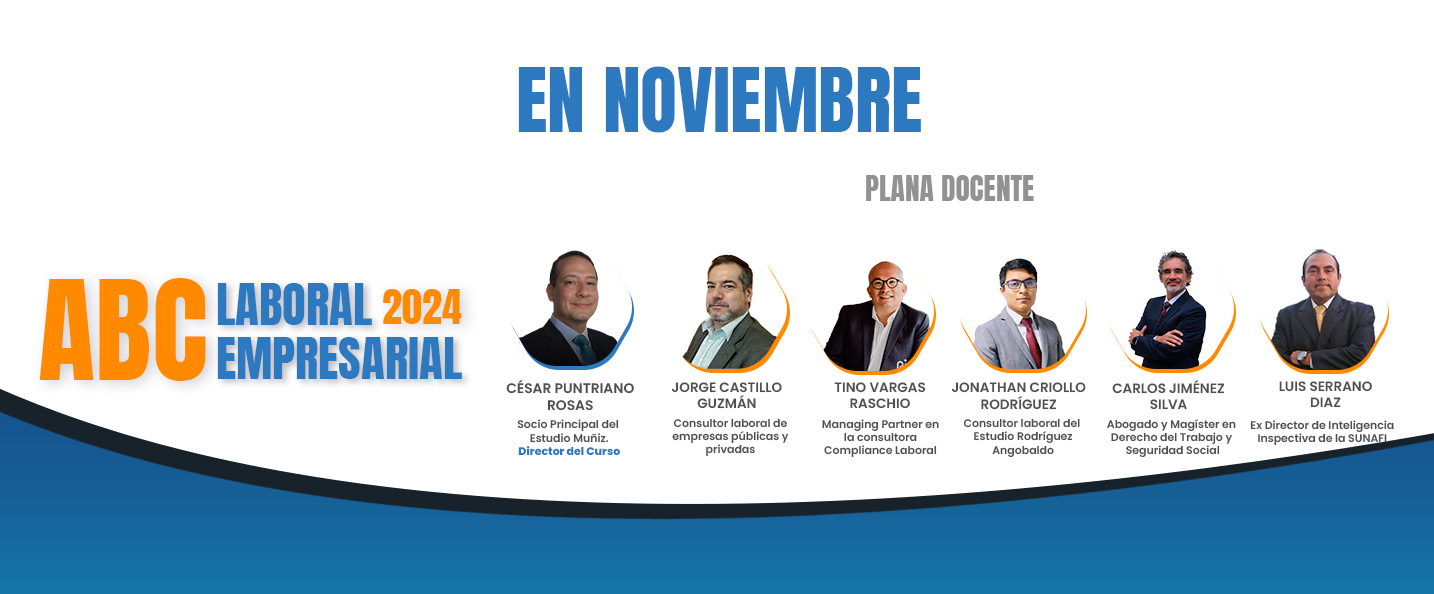 EN NOVIEMBRE
PLANA DOCENTE
ABC
LABORAL 2024
EMPRESARIAL
CÉSAR PUNTRIANO
ROSAS
Socio Principal del
Estudio Muñiz.
Director del Curso
JORGE CASTILLO
GUZMÁN
Consultor laboral de
empresas públicas y
privadas
TINO VARGAS
RASCHIO
Managing Partner en
la consultora
Compliance Laboral
JONATHAN CRIOLLO
RODRÍGUEZ
Consultor laboral del
Estudio Rodríguez
Angobaldo
CARLOS JIMÉNEZ
SILVA
Abogado y Magíster en
Derecho del Trabajo y
Seguridad Social
LUIS SERRANO
DIAZ
Ex Director de Inteligencia
Inspectiva de la SUNAFI